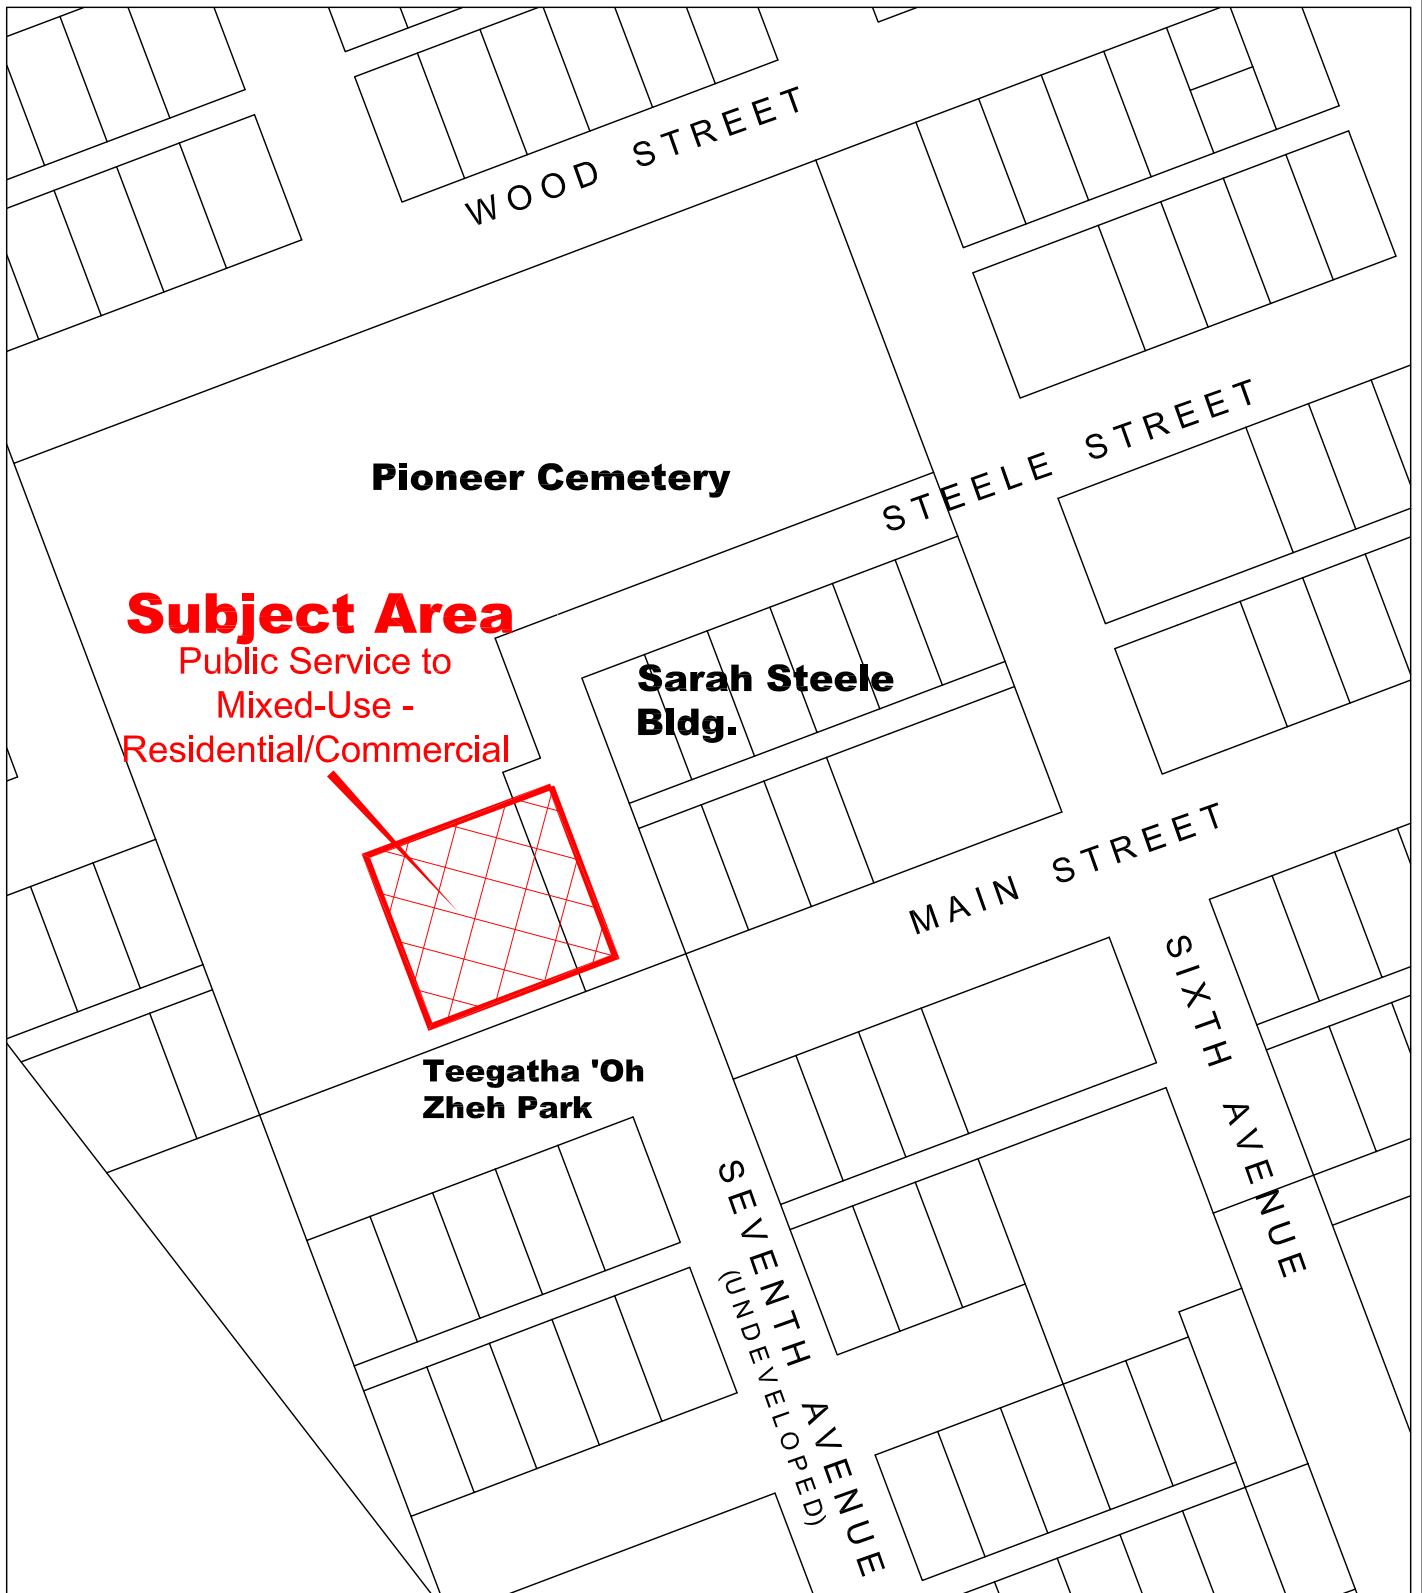 WOOD STREET
Pioneer Cemetery
STEELE STREET
Subject Area
Public Service to
Mixed-Use -
Residential/Commercial
Sarah Steele
Bldg.
MAIN STREET
SIXTH AVENUE
Teegatha 'Oh
Zheh Park
SEVENTH AVENUE
(UNDEVELOPED)